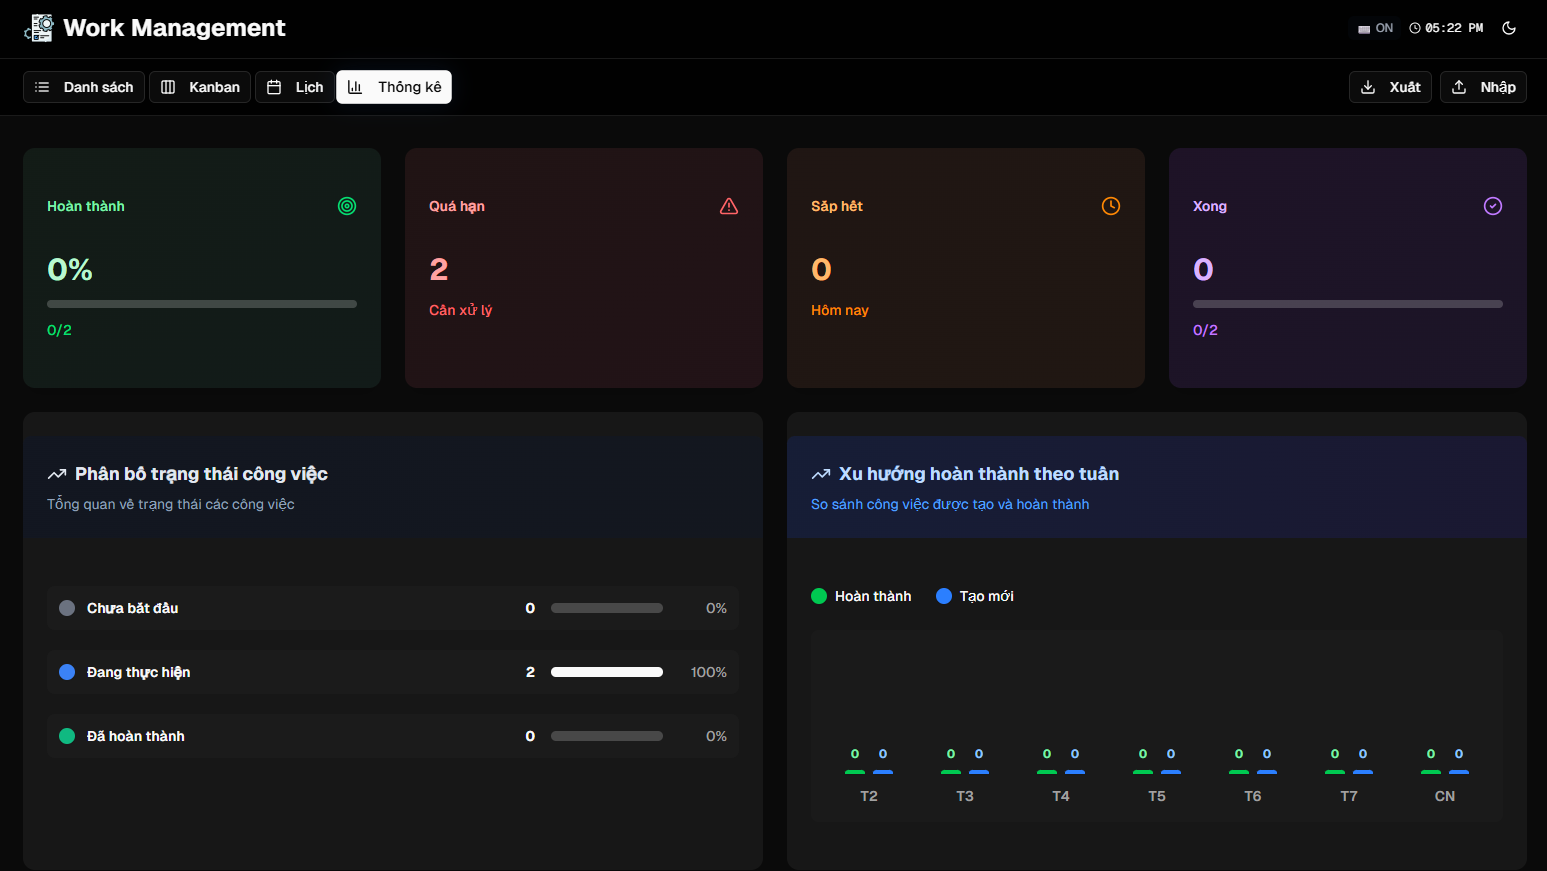 Work Management
ON
05:22 PM
Danh sách
Kanban
Lịch
Thống kê
Xuất
Nhập
Hoàn thành
0%
0/2
Quá hạn
2
Cần xử lý
Sắp hết
0
Hôm nay
Xong
0
0/2
Phân bố trạng thái công việc
Tổng quan về trạng thái các công việc
Chưa bắt đầu 0 0%
Đang thực hiện 2 100%
Đã hoàn thành 0 0%
Xu hướng hoàn thành theo tuần
So sánh công việc được tạo và hoàn thành
Hoàn thành Tạo mới
0 0 0 0 0 0 0 0 0 0 0 0 0 0
T2 T3 T4 T5 T6 T7 CN